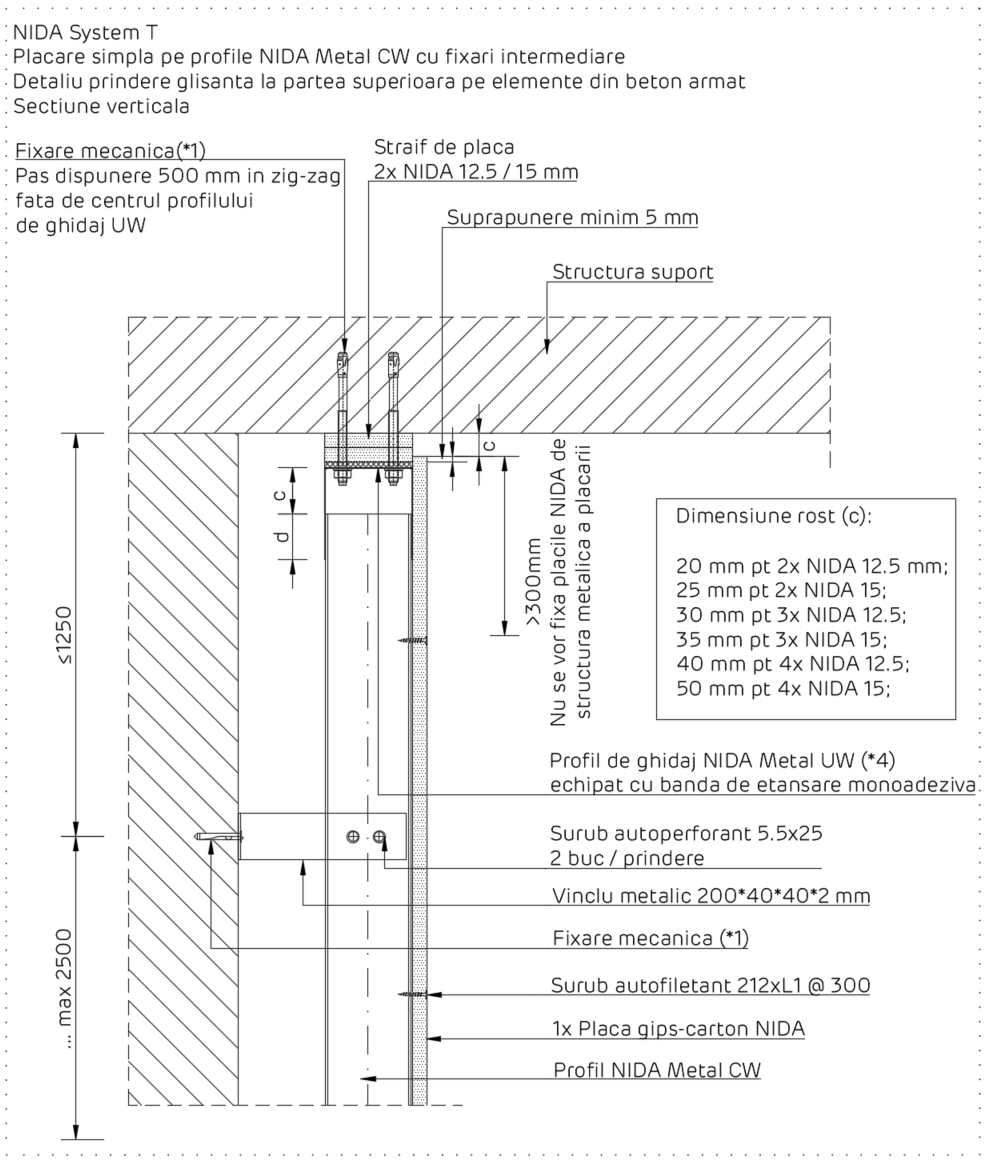 NIDA System T
Placare simpla pe profile NIDA Metal CW cu fixari intermediare
Detaliu prindere glisanta la partea superioara pe elemente din beton armat
Sectiune verticala
Fixare mecanica(*1)
Pas dispunere 500 mm in zig-zag
fata de centrul profilului
de ghidaj UW
Straif de placa
2x NIDA 12.5 / 15 mm
Suprapunere minim 5 mm
Structura suport
c
c
d
>300mm
Nu se vor fixa placile NIDA de
structura metalica a placarii
Dimensiune rost (c):
20 mm pt 2x NIDA 12.5 mm;
25 mm pt 2x NIDA 15;
30 mm pt 3x NIDA 12.5;
35 mm pt 3x NIDA 15;
40 mm pt 4x NIDA 12.5;
50 mm pt 4x NIDA 15;
≤1250
Profil de ghidaj NIDA Metal UW (*4)
echipat cu banda de etansare monoadeziva
Surub autoperforant 5.5x25
2 buc / prindere
Vinclu metalic 200*40*40*2 mm
Fixare mecanica (*1)
... max 2500
Surub autofiletant 212xL1 @ 300
1x Placa gips-carton NIDA
Profil NIDA Metal CW